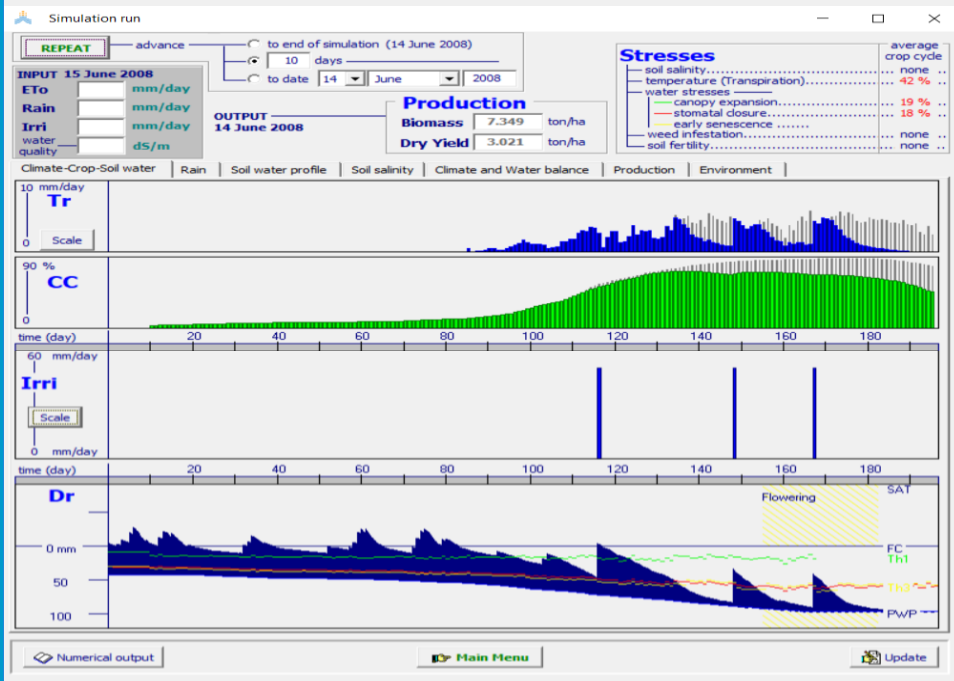 Simulation run
REPEAT
advance
to end of simulation (14 June 2008)
10 days
to date 14 June 2008
INPUT 15 June 2008
ETo mm/day
Rain mm/day
Irri mm/day
water quality dS/m
OUTPUT
14 June 2008
Production
Biomass 7.349 ton/ha
Dry Yield 3.021 ton/ha
Stresses
average
crop cycle
soil salinity.................. none ..
temperature (Transpiration)........ 42 % ..
water stresses
canopy expansion............. 19 % ..
stomatal closure............. 18 % ..
early senescence .......
weed infestation................ none ..
soil fertility.................. none ..
Climate-Crop-Soil water Rain Soil water profile Soil salinity Climate and Water balance Production Environment
10 mm/day
Tr
0 Scale
90 %
CC
0
time (day) 20 40 60 80 100 120 140 160 180
60 mm/day
Irri
Scale
0 mm/day
time (day) 20 40 60 80 100 120 140 160 180
Dr
Flowering
SAT
0 mm
FC
Th1
50
100
PWP
Numerical output Main Menu Update